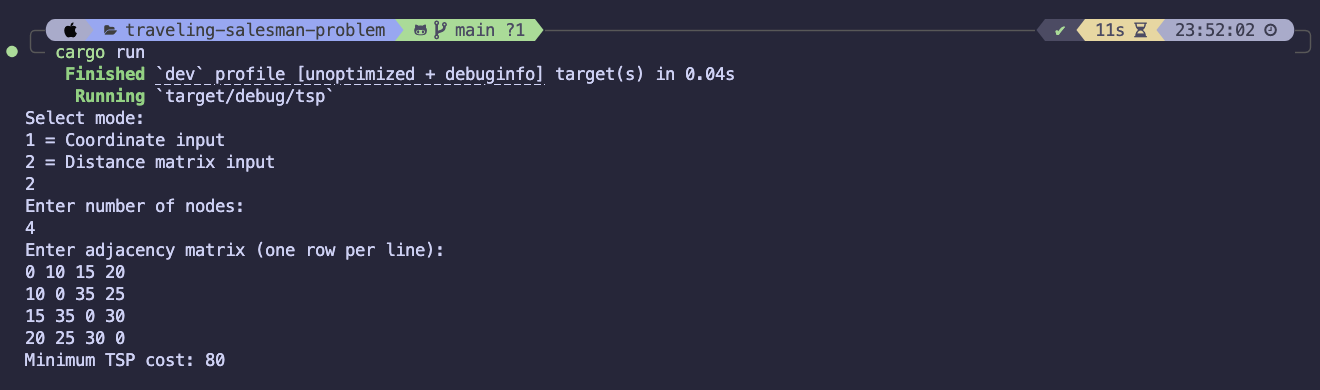 traveling-salesman-problem main ?1 ✔ 11s 23:52:02
cargo run
Finished `dev` profile [unoptimized + debuginfo] target(s) in 0.04s
Running `target/debug/tsp`
Select mode:
1 = Coordinate input
2 = Distance matrix input
2
Enter number of nodes:
4
Enter adjacency matrix (one row per line):
0 10 15 20
10 0 35 25
15 35 0 30
20 25 30 0
Minimum TSP cost: 80